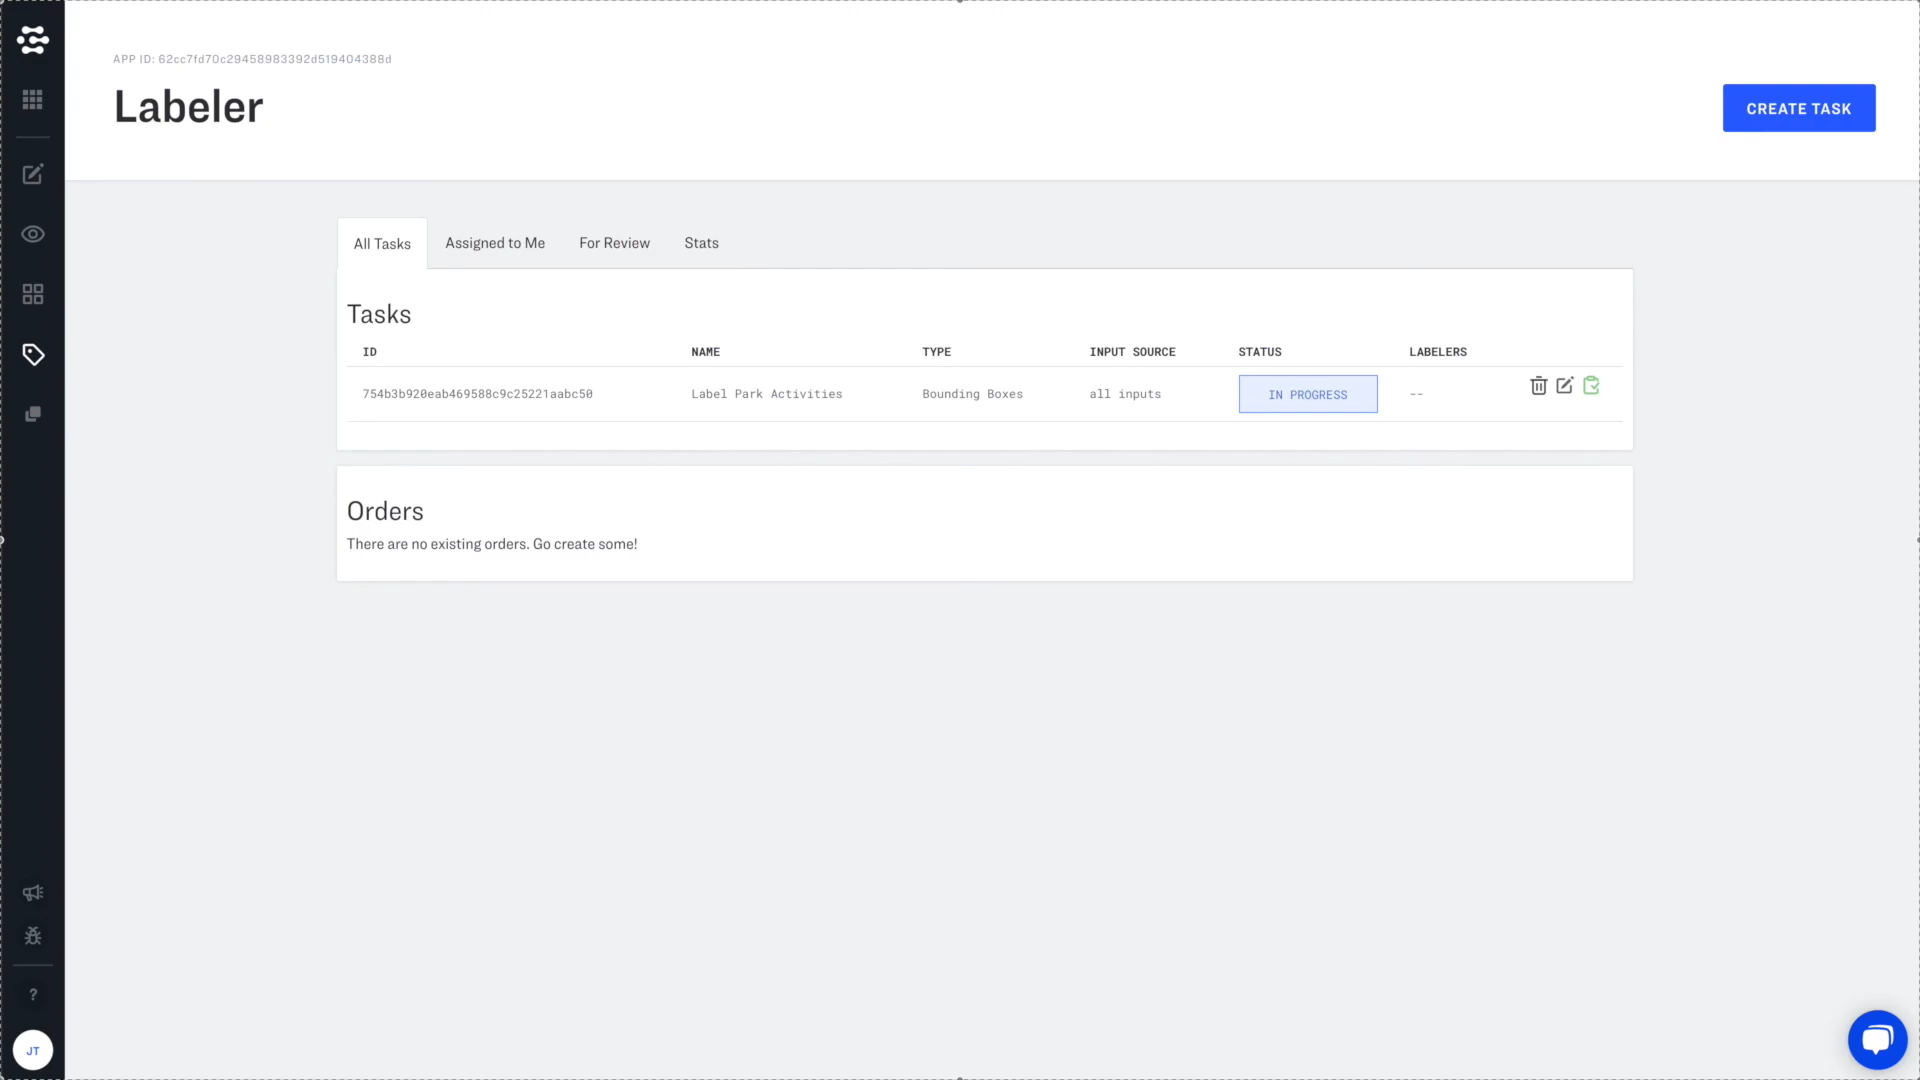 APP ID: 62cc7fd70c29458983392d519404388d
Labeler
CREATE TASK
All Tasks Assigned to Me For Review Stats
Tasks
ID NAME TYPE INPUT SOURCE STATUS LABELERS
754b3b920eab469588c9c25221aabc50 Label Park Activities Bounding Boxes all inputs IN PROGRESS --
Orders
There are no existing orders. Go create some!
?
JT